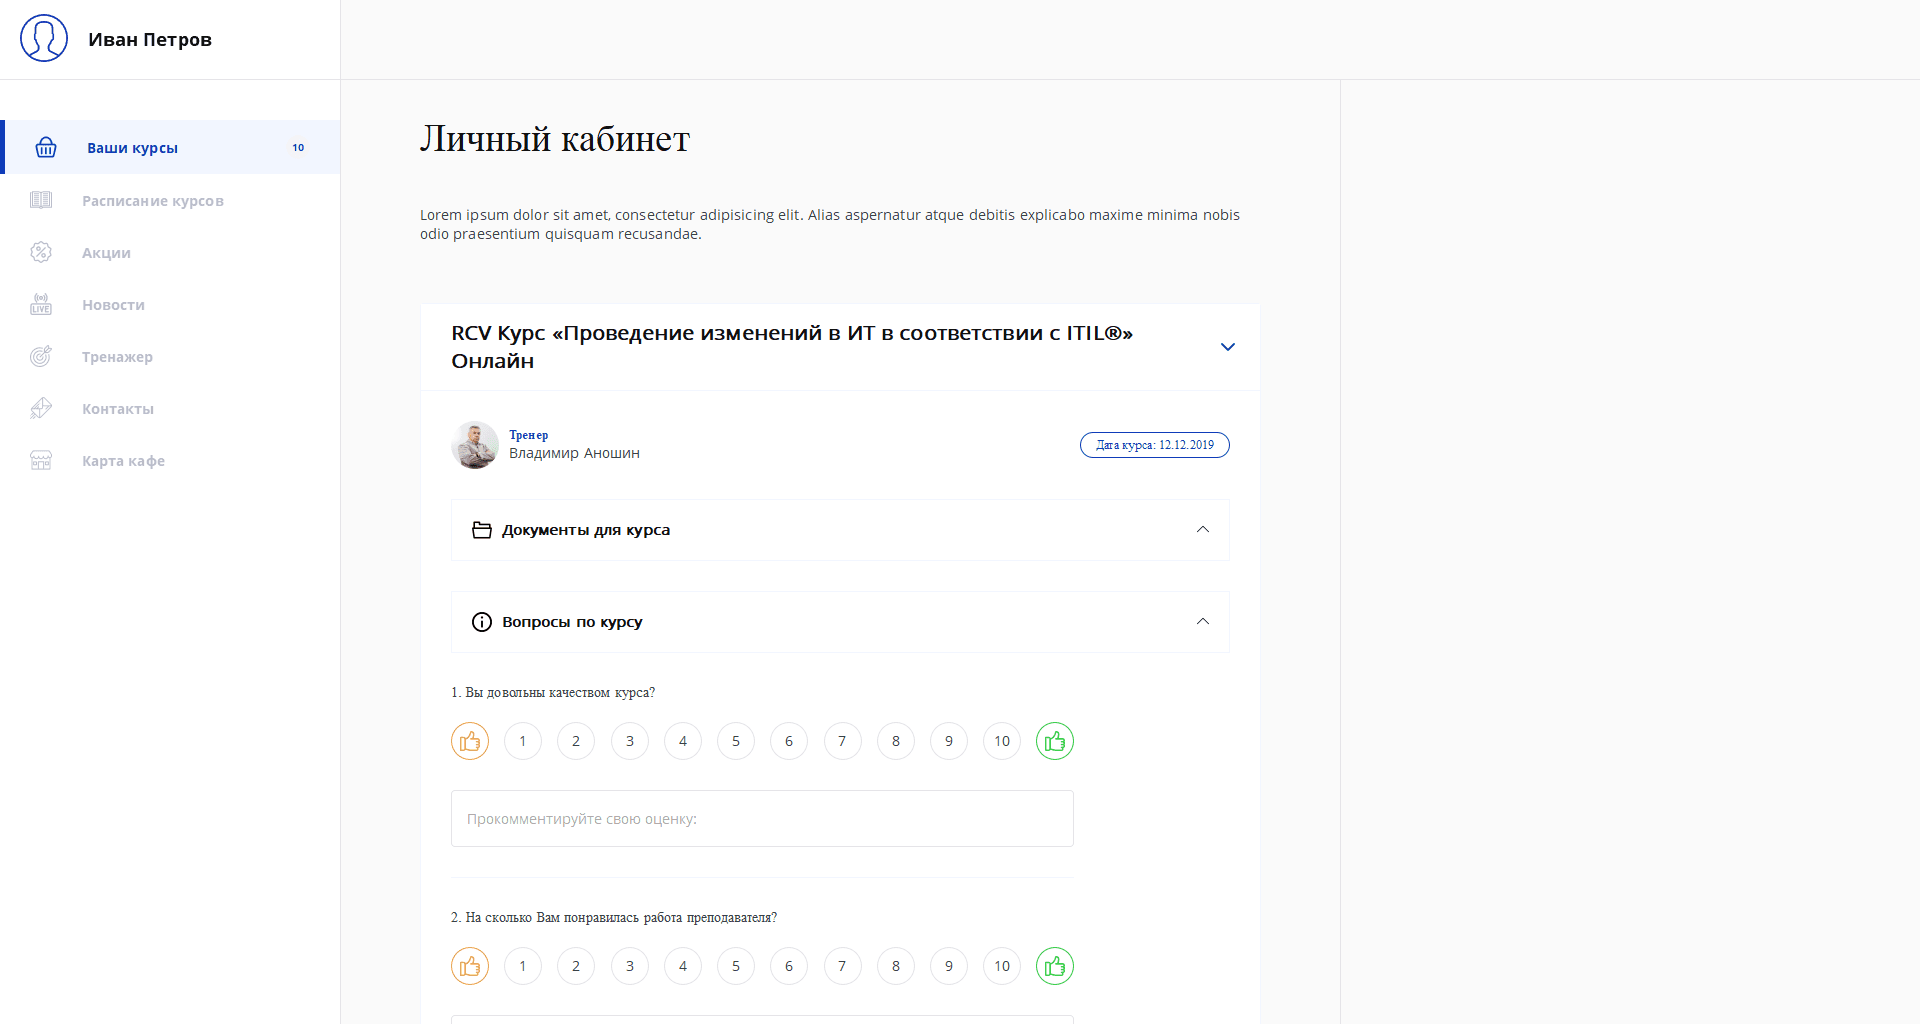 Иван Петров
Ваши курсы 10
Расписание курсов
Акции
LIVE Новости
Тренажер
Контакты
Карта кафе
Личный кабинет
Lorem ipsum dolor sit amet, consectetur adipisicing elit. Alias aspernatur atque debitis explicabo maxime minima nobis
odio praesentium quisquam recusandae.
RCV Курс «Проведение изменений в ИТ в соответствии с ITIL®»
Онлайн
Тренер
Владимир Аношин
Дата курса: 12.12.2019
Документы для курса
Вопросы по курсу
1. Вы довольны качеством курса?
1 2 3 4 5 6 7 8 9 10
Прокомментируйте свою оценку:
2. На сколько Вам понравилась работа преподавателя?
1 2 3 4 5 6 7 8 9 10